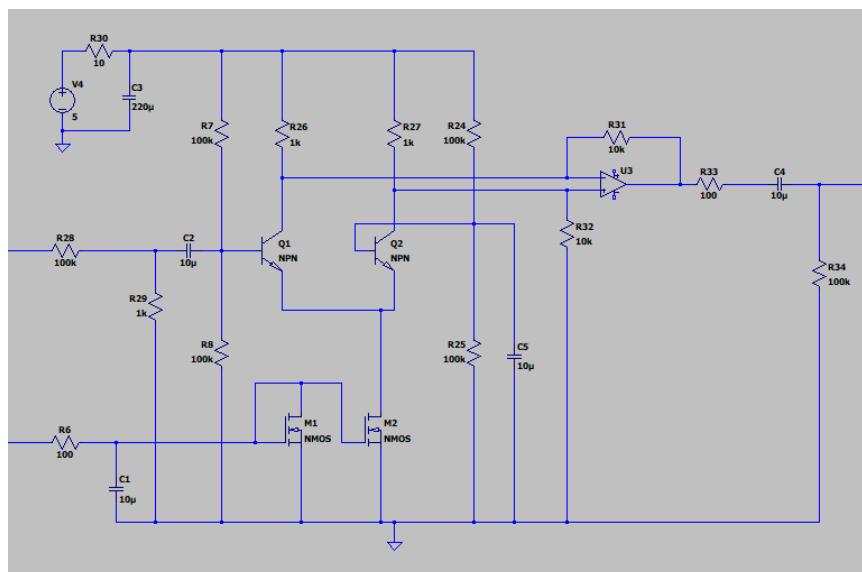 R30
10
V4
5
C3
220µ
R7
100k
R26
1k
R27
1k
R24
100k
R31
10k
U3
R33
100
C4
10µ
R28
100k
C2
10µ
Q1
NPN
Q2
NPN
R32
10k
R34
100k
R29
1k
R8
100k
R25
100k
C5
10µ
R6
100
M1
NMOS
M2
NMOS
C1
10µ